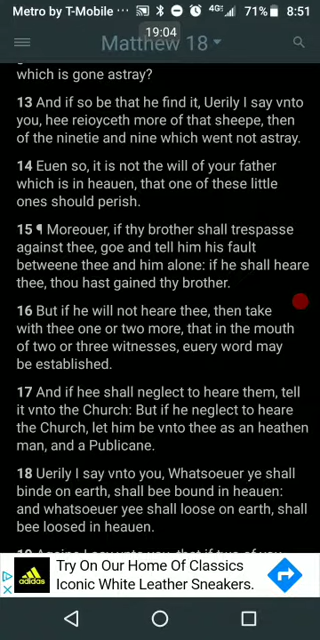 Metro by T-Mobile ··· 4G 71% 8:51
19:04
Matthew 18
which is gone astray?
13 And if so be that he find it, Uerily I say vnto
you, hee reioyceth more of that sheepe, then
of the ninetie and nine which went not astray.
14 Euen so, it is not the will of your father
which is in heauen, that one of these little
ones should perish.
15 ¶ Moreouer, if thy brother shall trespasse
against thee, goe and tell him his fault
betweene thee and him alone: if he shall heare
thee, thou hast gained thy brother.
16 But if he will not heare thee, then take
with thee one or two more, that in the mouth
of two or three witnesses, euery word may
be established.
17 And if hee shall neglect to heare them, tell
it vnto the Church: But if he neglect to heare
the Church, let him be vnto thee as an heathen
man, and a Publicane.
18 Uerily I say vnto you, Whatsoeuer ye shall
binde on earth, shall bee bound in heauen:
and whatsoeuer yee shall loose on earth, shall
bee loosed in heauen.
adidas
Try On Our Home Of Classics
Iconic White Leather Sneakers.